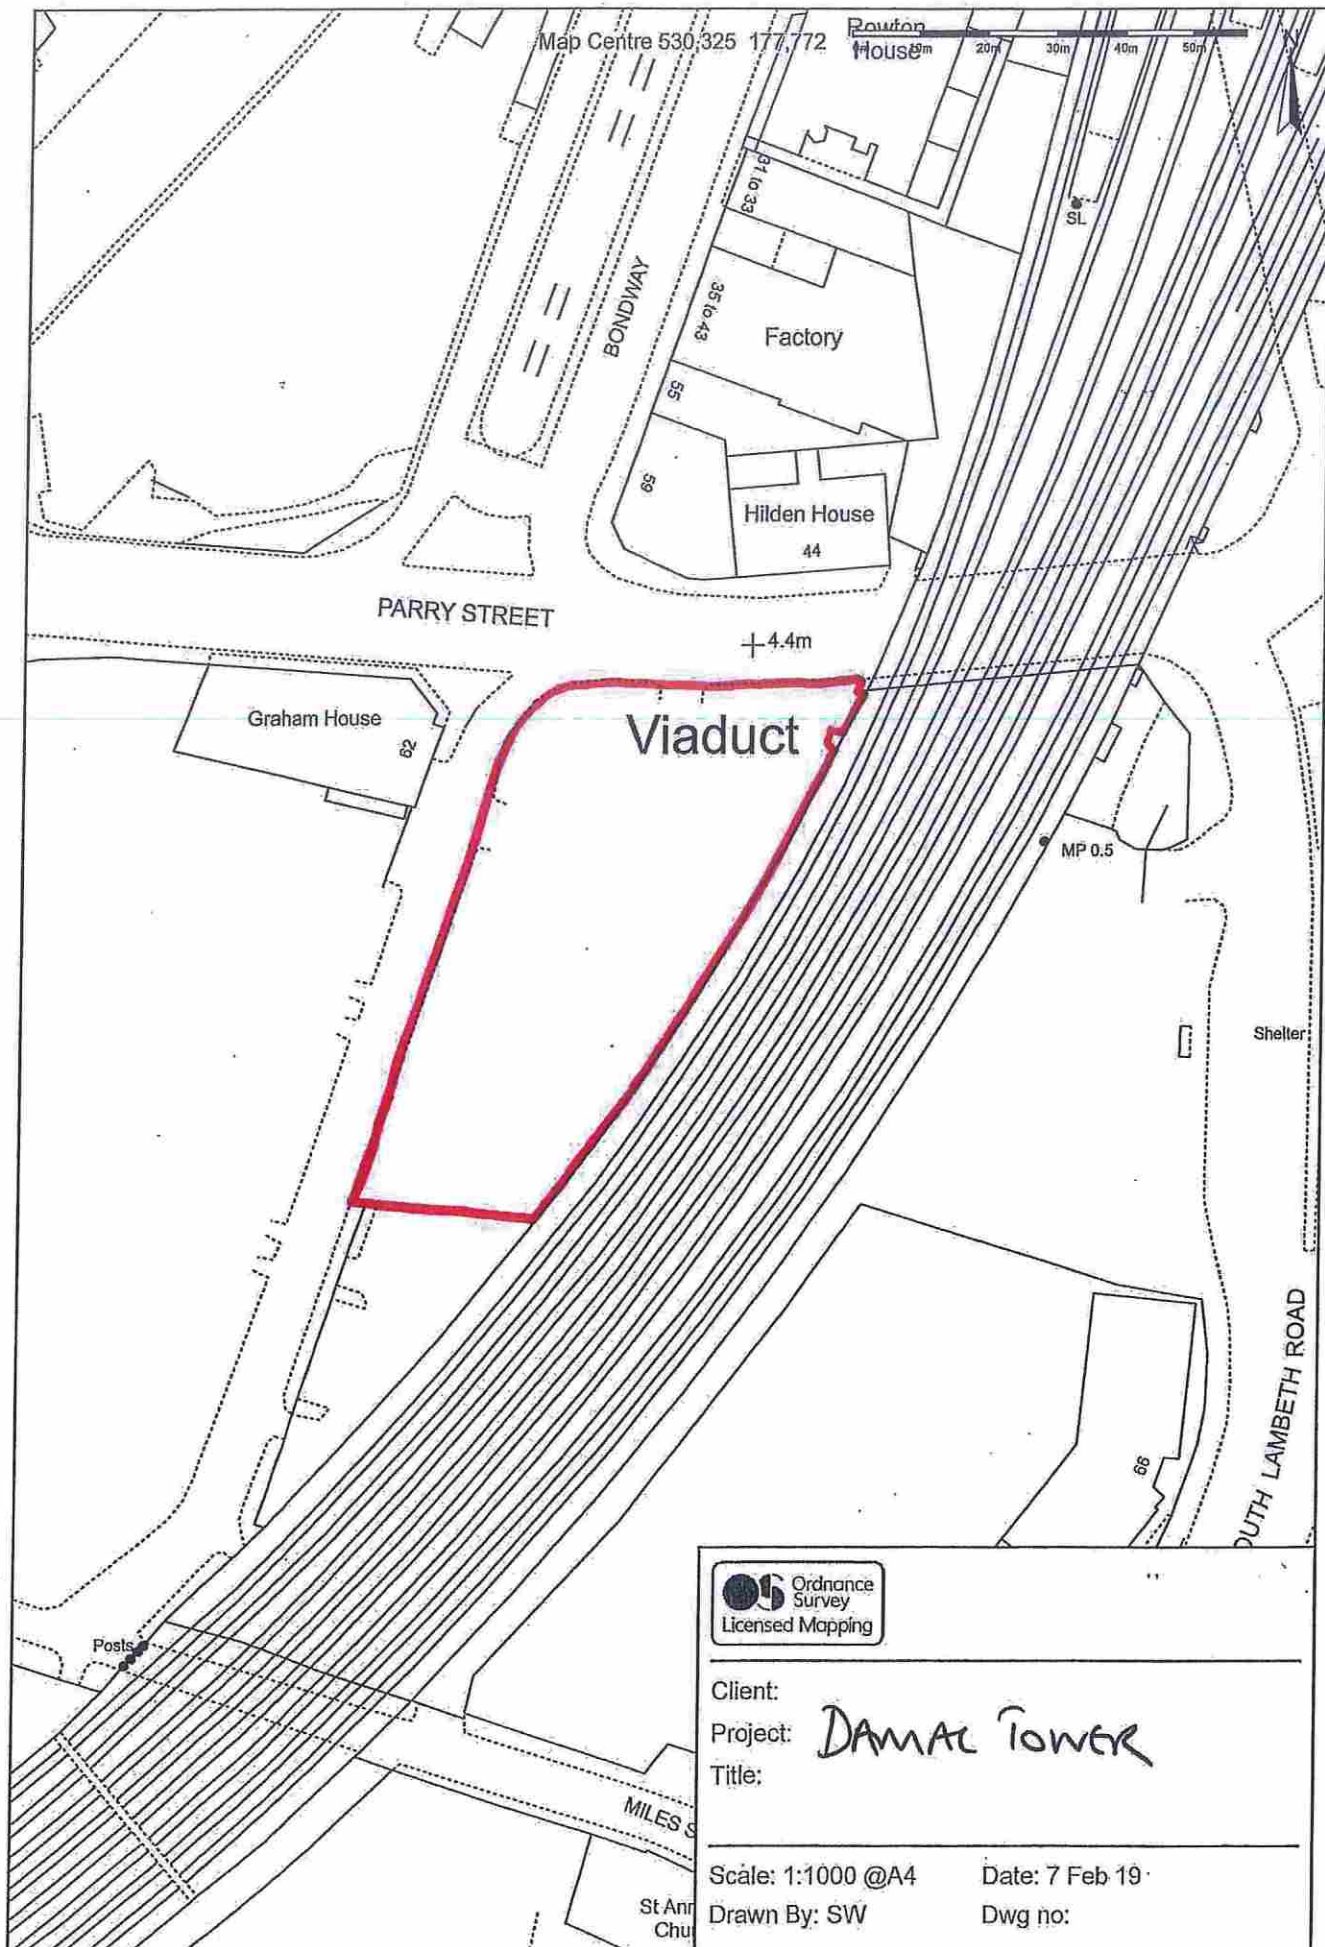 Map Centre 530,325 177,772
Rowton
House
10m 20m 30m 40m 50m
N
31 to 33
SL
BONDWAY
35 to 43
Factory
55
59
Hilden House
44
PARRY STREET
4.4m
Graham House
62
Viaduct
MP 0.5
Shelter
OUTH LAMBETH ROAD
99
Posts
MILES S
St Ann
Chu
Ordnance
Survey
Licensed Mapping
Client:
Project: DAMAC TOWER
Title:
Scale: 1:1000 @A4 Date: 7 Feb 19
Drawn By: SW Dwg no: